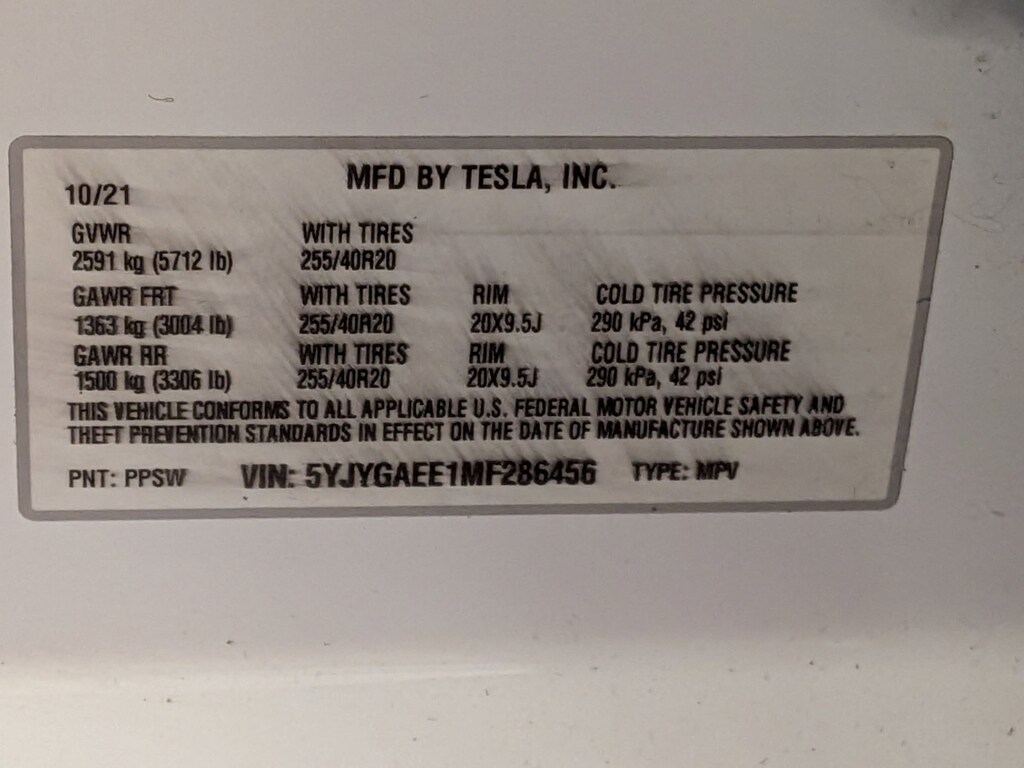 MFD BY TESLA, INC.
10/21
GVWR WITH TIRES
2591 kg (5712 lb) 255/40R20
GAWR FRT WITH TIRES RIM COLD TIRE PRESSURE
1363 kg (3004 lb) 255/40R20 20X9.5J 290 kPa, 42 psi
GAWR RR WITH TIRES RIM COLD TIRE PRESSURE
1500 kg (3306 lb) 255/40R20 20X9.5J 290 kPa, 42 psi
THIS VEHICLE CONFORMS TO ALL APPLICABLE U.S. FEDERAL MOTOR VEHICLE SAFETY AND
THEFT PREVENTION STANDARDS IN EFFECT ON THE DATE OF MANUFACTURE SHOWN ABOVE.
PNT: PPSW VIN: 5YJYGAEE1MF286456 TYPE: MPV